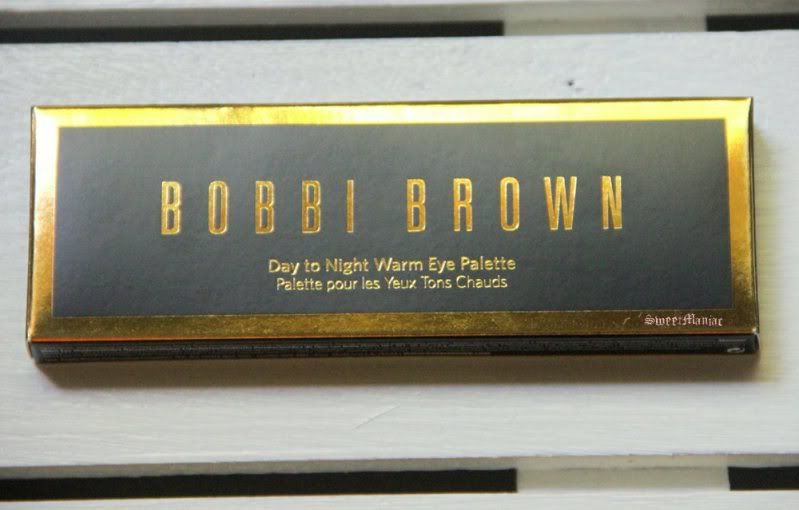 BOBBI BROWN
Day to Night Warm Eye Palette
Palette pour les Yeux Tons Chauds
SweetManiac